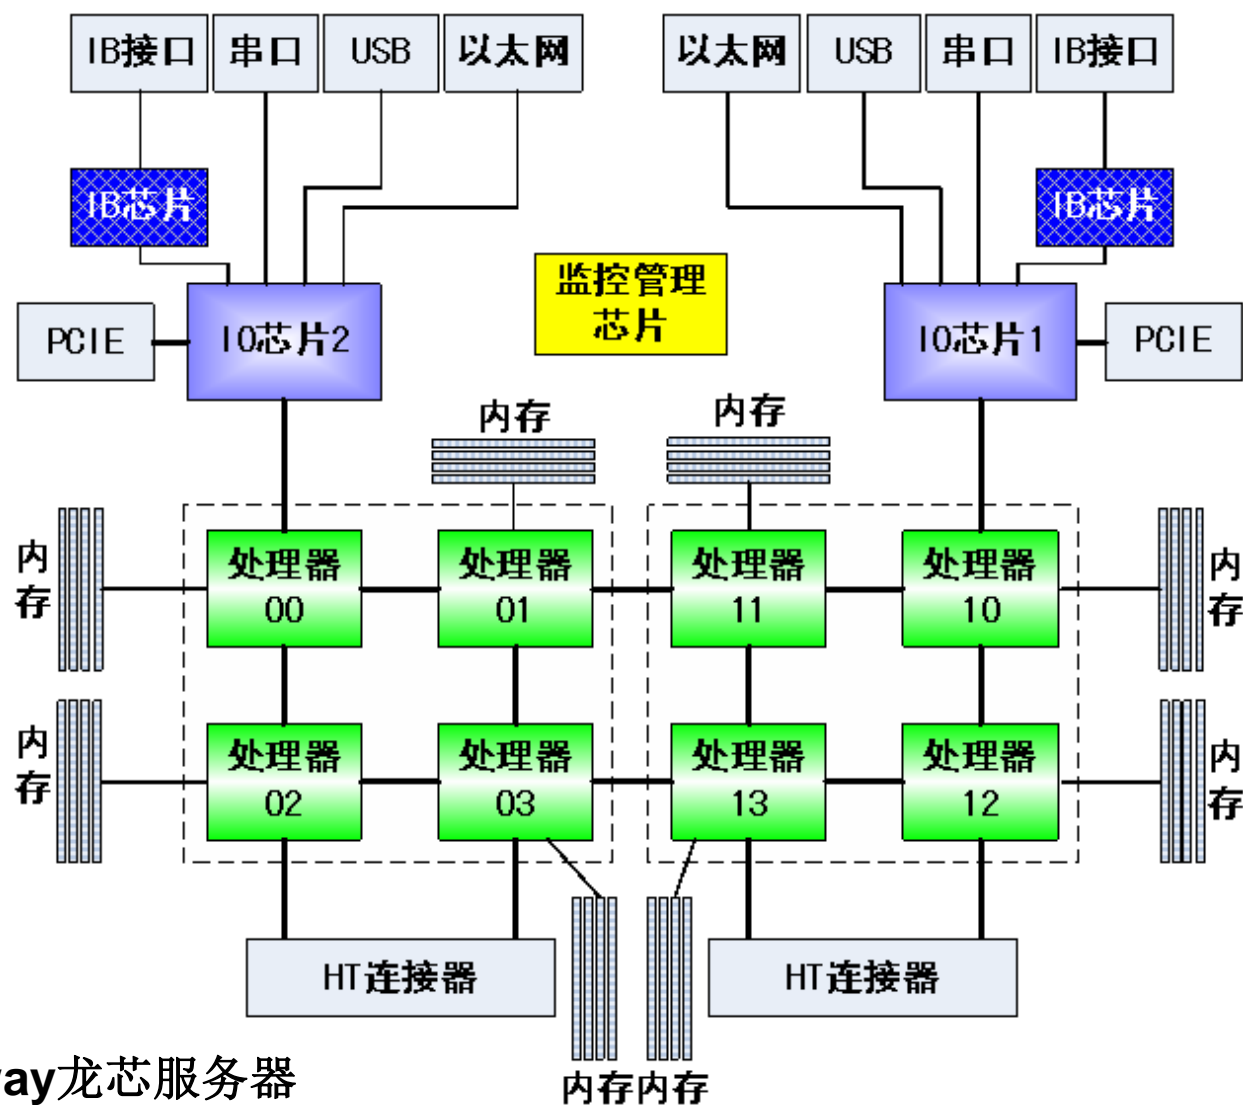 IB接口 串口 USB 以太网 以太网 USB 串口 IB接口
IB芯片 IB芯片
监控管理
芯片
PCIE IO芯片2 IO芯片1 PCIE
内存 内存
内存 处理器 处理器 处理器 处理器 内存
00 01 11 10
内存 处理器 处理器 处理器 处理器 内存
02 03 13 12
HT连接器 HT连接器
way龙芯服务器
内存 内存